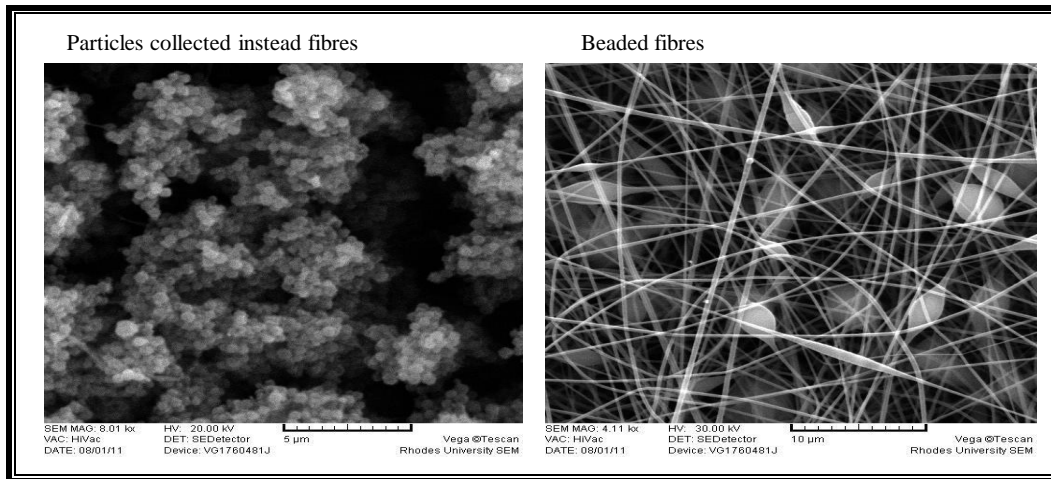 Particles collected instead fibres
Beaded fibres
SEM MAG: 8.01 kx HV: 20.00 kV
VAC: HiVac DET: SEDetector 5 µm Vega ©Tescan
DATE: 08/01/11 Device: VG1760481J Rhodes University SEM
SEM MAG: 4.11 kx HV: 30.00 kV
VAC: HiVac DET: SEDetector 10 µm Vega ©Tescan
DATE: 08/01/11 Device: VG1760481J Rhodes University SEM